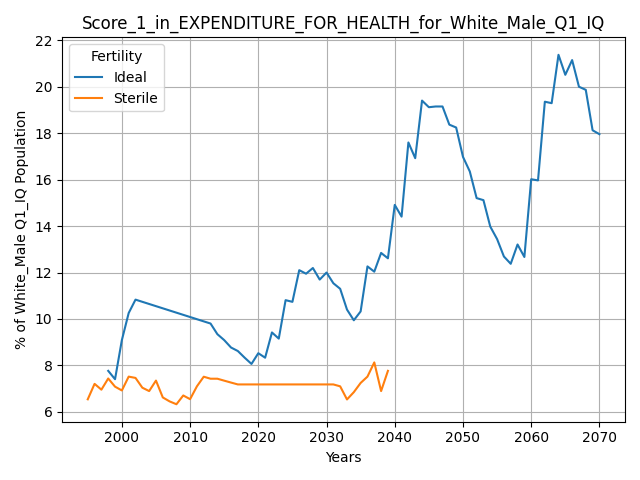 Score_1_in_EXPENDITURE_FOR_HEALTH_for_White_Male_Q1_IQ
Fertility
Ideal
Sterile
% of White_Male Q1_IQ Population
22
20
18
16
14
12
10
8
6
2000 2010 2020 2030 2040 2050 2060 2070
Years